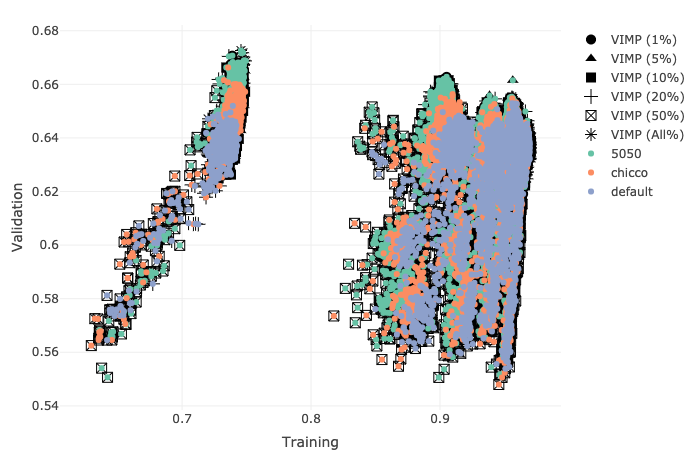 0.68
0.66
0.64
0.62
0.6
0.58
0.56
0.54
Validation
0.7
0.8
0.9
Training
VIMP (1%)
VIMP (5%)
VIMP (10%)
VIMP (20%)
VIMP (50%)
VIMP (All%)
5050
chicco
default